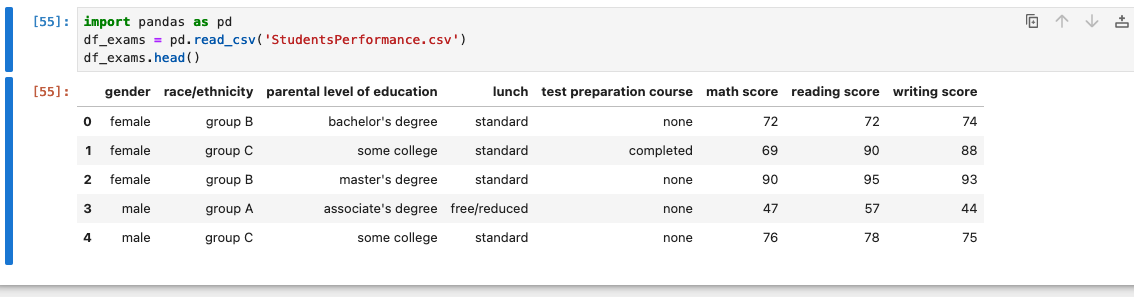 [55]: import pandas as pd
df_exams = pd.read_csv('StudentsPerformance.csv')
df_exams.head()
[55]: gender race/ethnicity parental level of education lunch test preparation course math score reading score writing score
0 female group B bachelor's degree standard none 72 72 74
1 female group C some college standard completed 69 90 88
2 female group B master's degree standard none 90 95 93
3 male group A associate's degree free/reduced none 47 57 44
4 male group C some college standard none 76 78 75